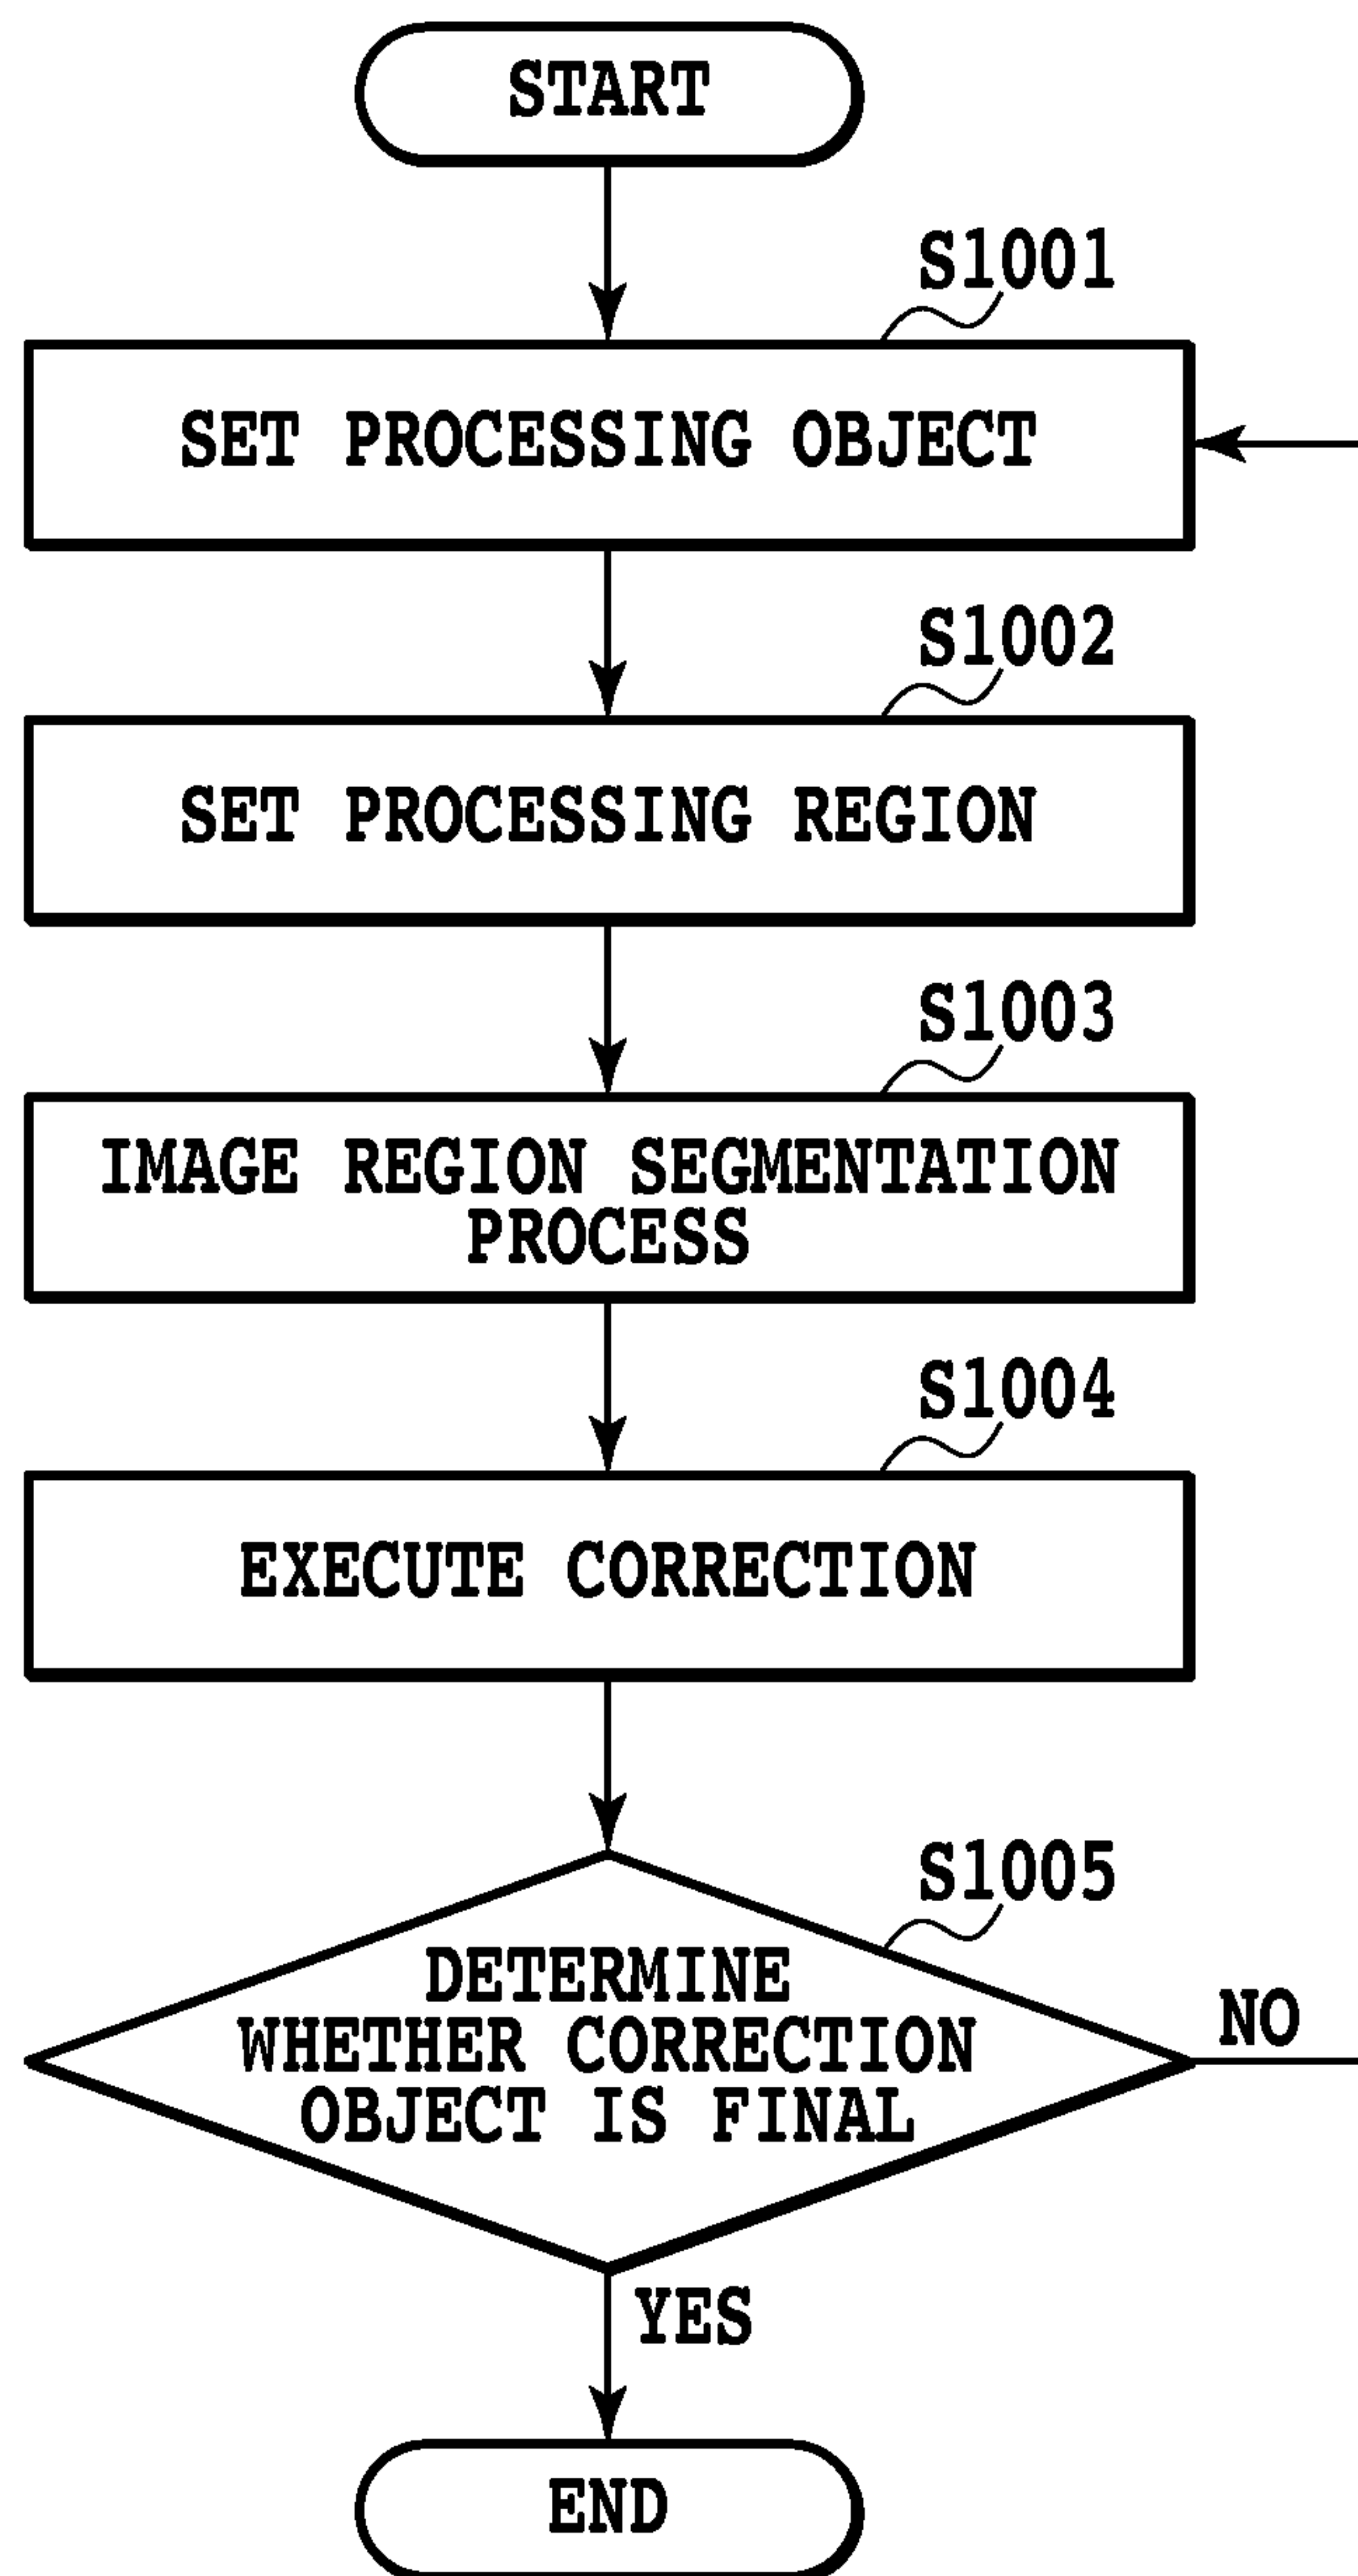 START
S1001
SET PROCESSING OBJECT
S1002
SET PROCESSING REGION
S1003
IMAGE REGION SEGMENTATION
PROCESS
S1004
EXECUTE CORRECTION
S1005
DETERMINE
WHETHER CORRECTION
OBJECT IS FINAL
NO
YES
END